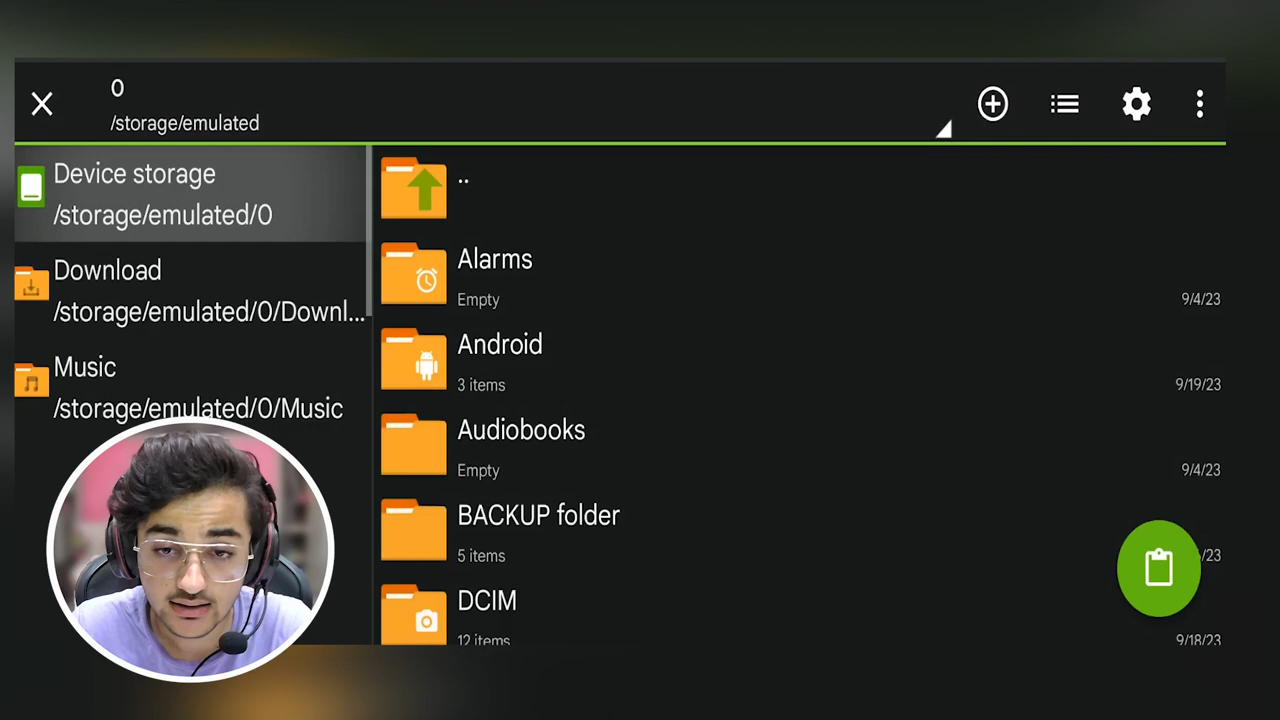 0
/storage/emulated
Device storage
/storage/emulated/0
Download
/storage/emulated/0/Downl...
Music
/storage/emulated/0/Music
..
Alarms
Empty
9/4/23
Android
3 items
9/19/23
Audiobooks
Empty
9/4/23
BACKUP folder
5 items
/23
DCIM
12 items
9/18/23